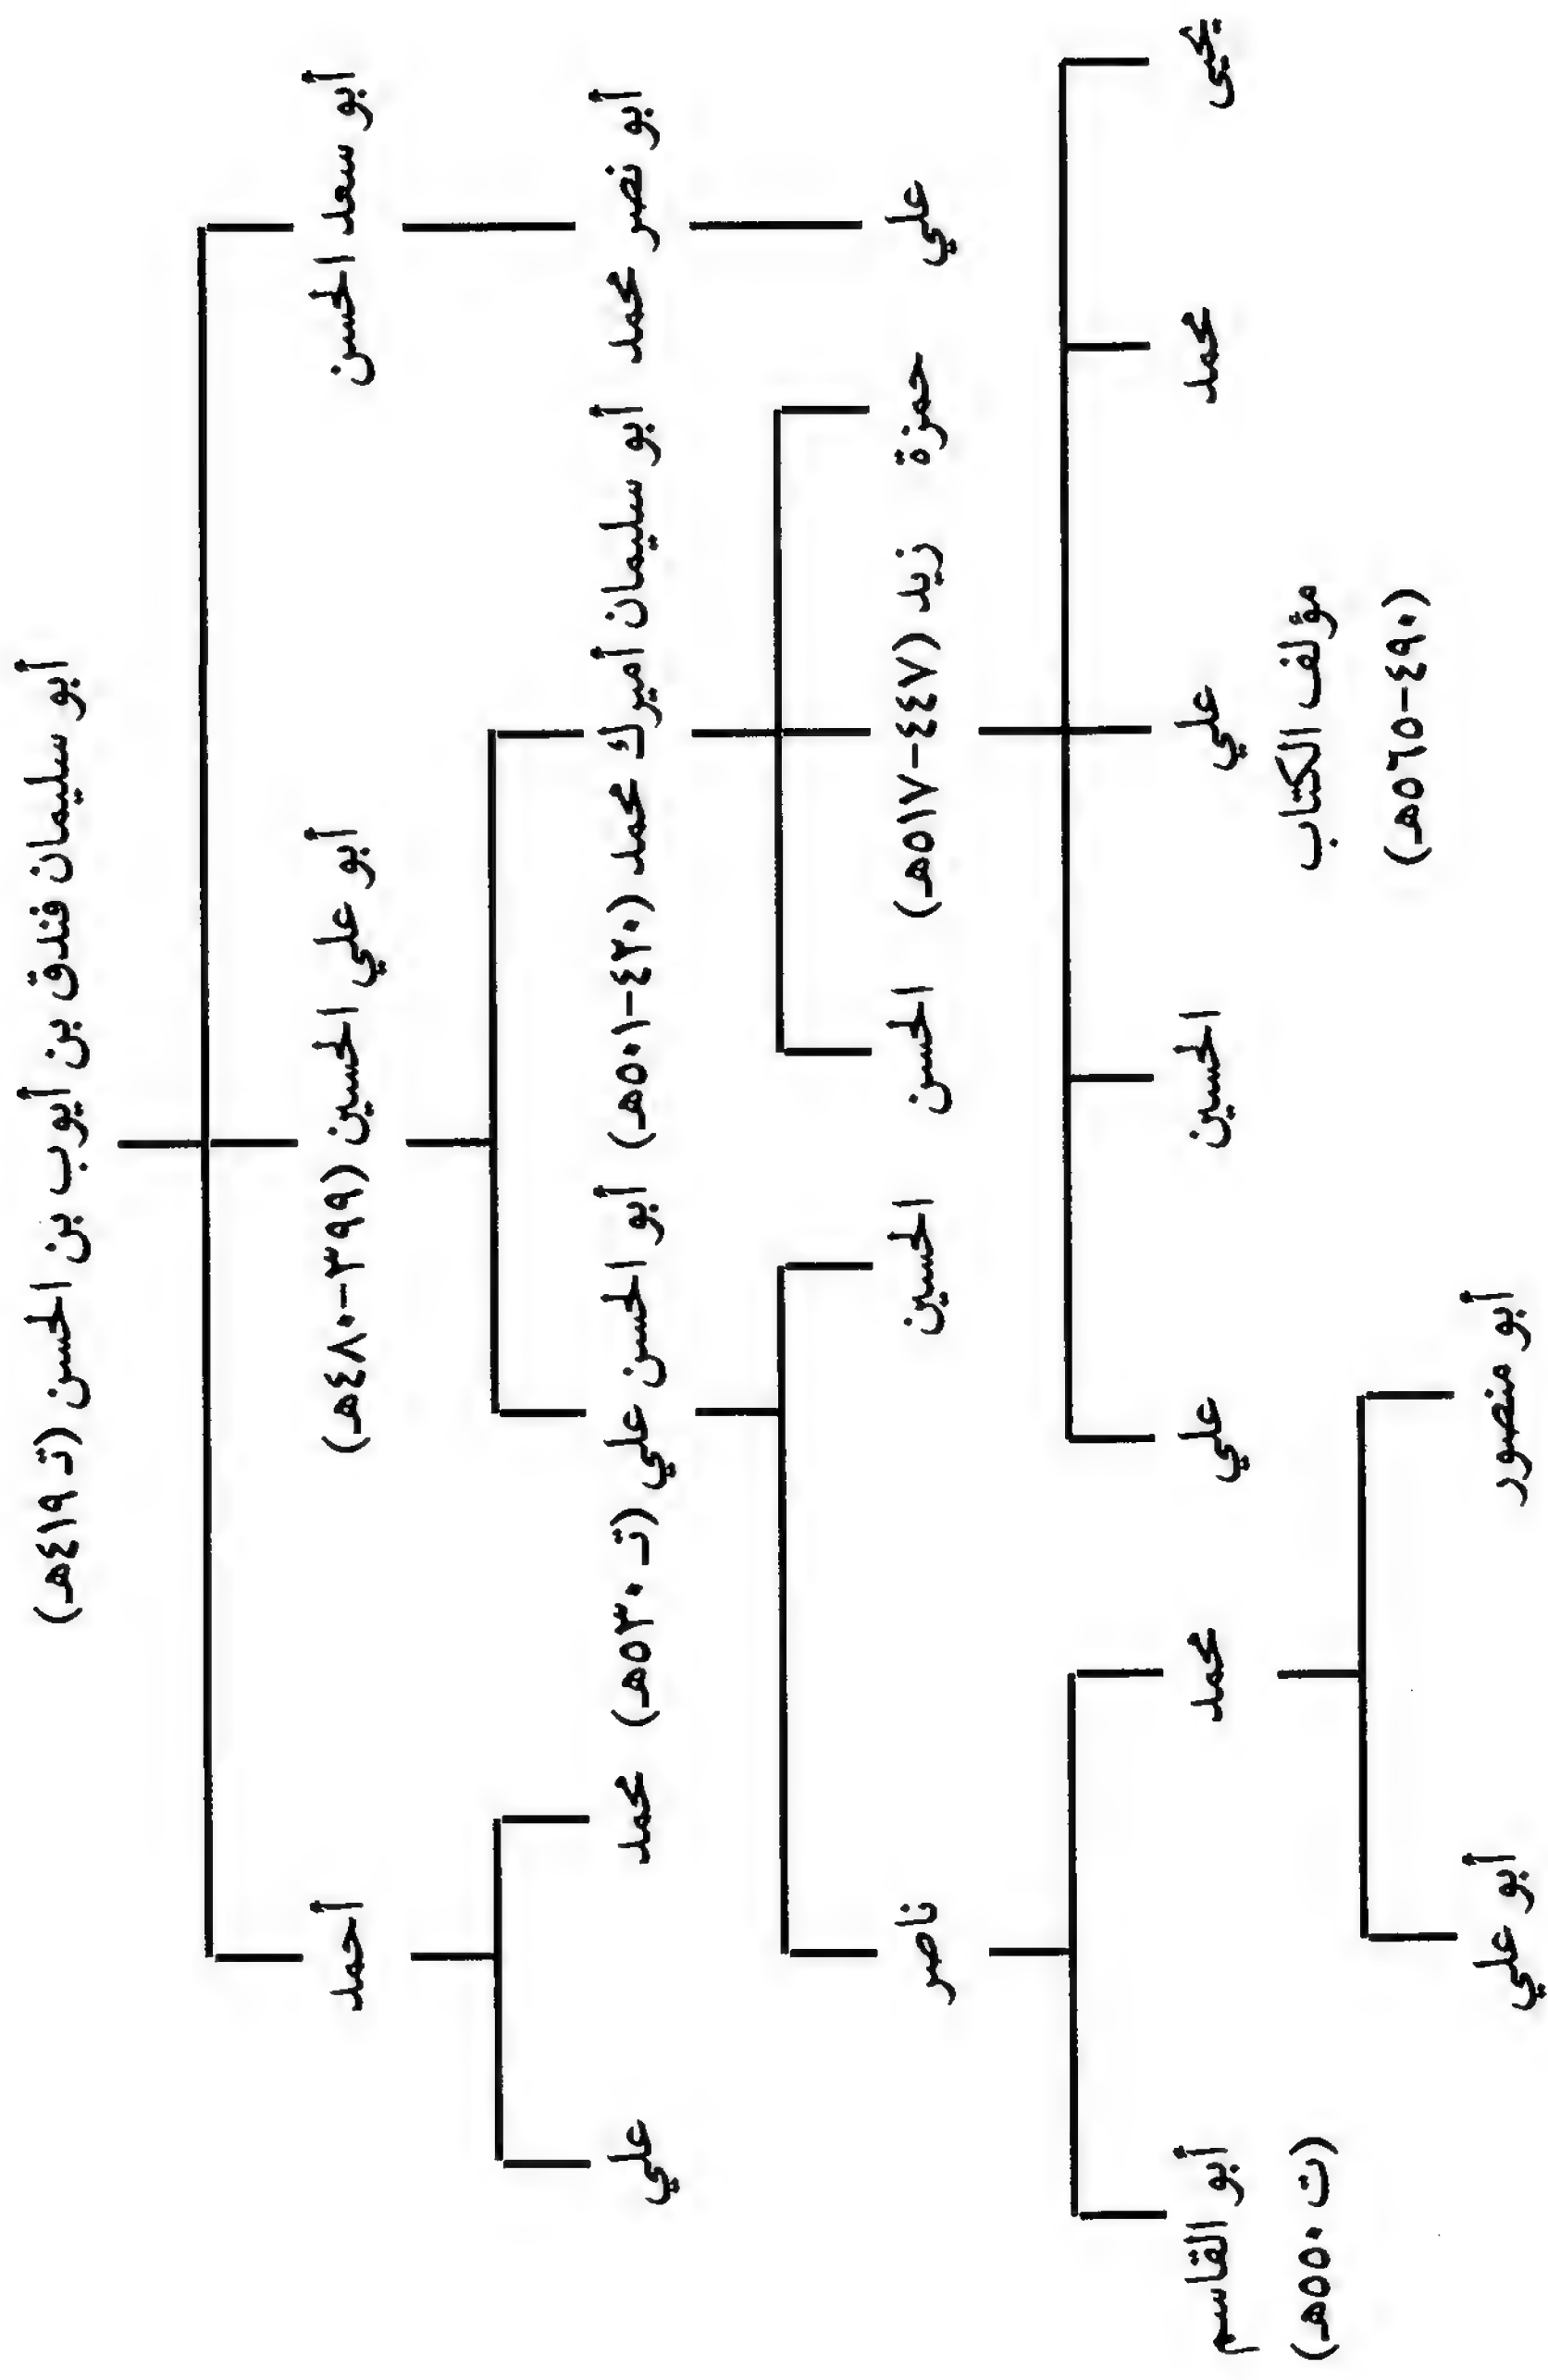 أبو سليمان فندق بن أيوب بن الحسن (تـ ٤١٩هـ)
أبو سعد الحسن
أبو علي الحسين (٣٩٩-٤٨٠هـ)
أحمد
أبو نصر محمد
أبو سليمان أميرك محمد (٤٢٠-٥٠١هـ)
أبو الحسن علي (تـ ٥٣٠هـ)
محمد
علي
علي
حمزة
زيد (٤٤٧-٥١٧هـ)
الحسن
الحسين
ناصر
يحيى
محمد
علي
مؤلف الكتاب
(٤٩٠-٥٦٥هـ)
الحسين
علي
محمد
أبو القاسم
(ت ٥٥٠هـ)
أبو منصور
أبو علي